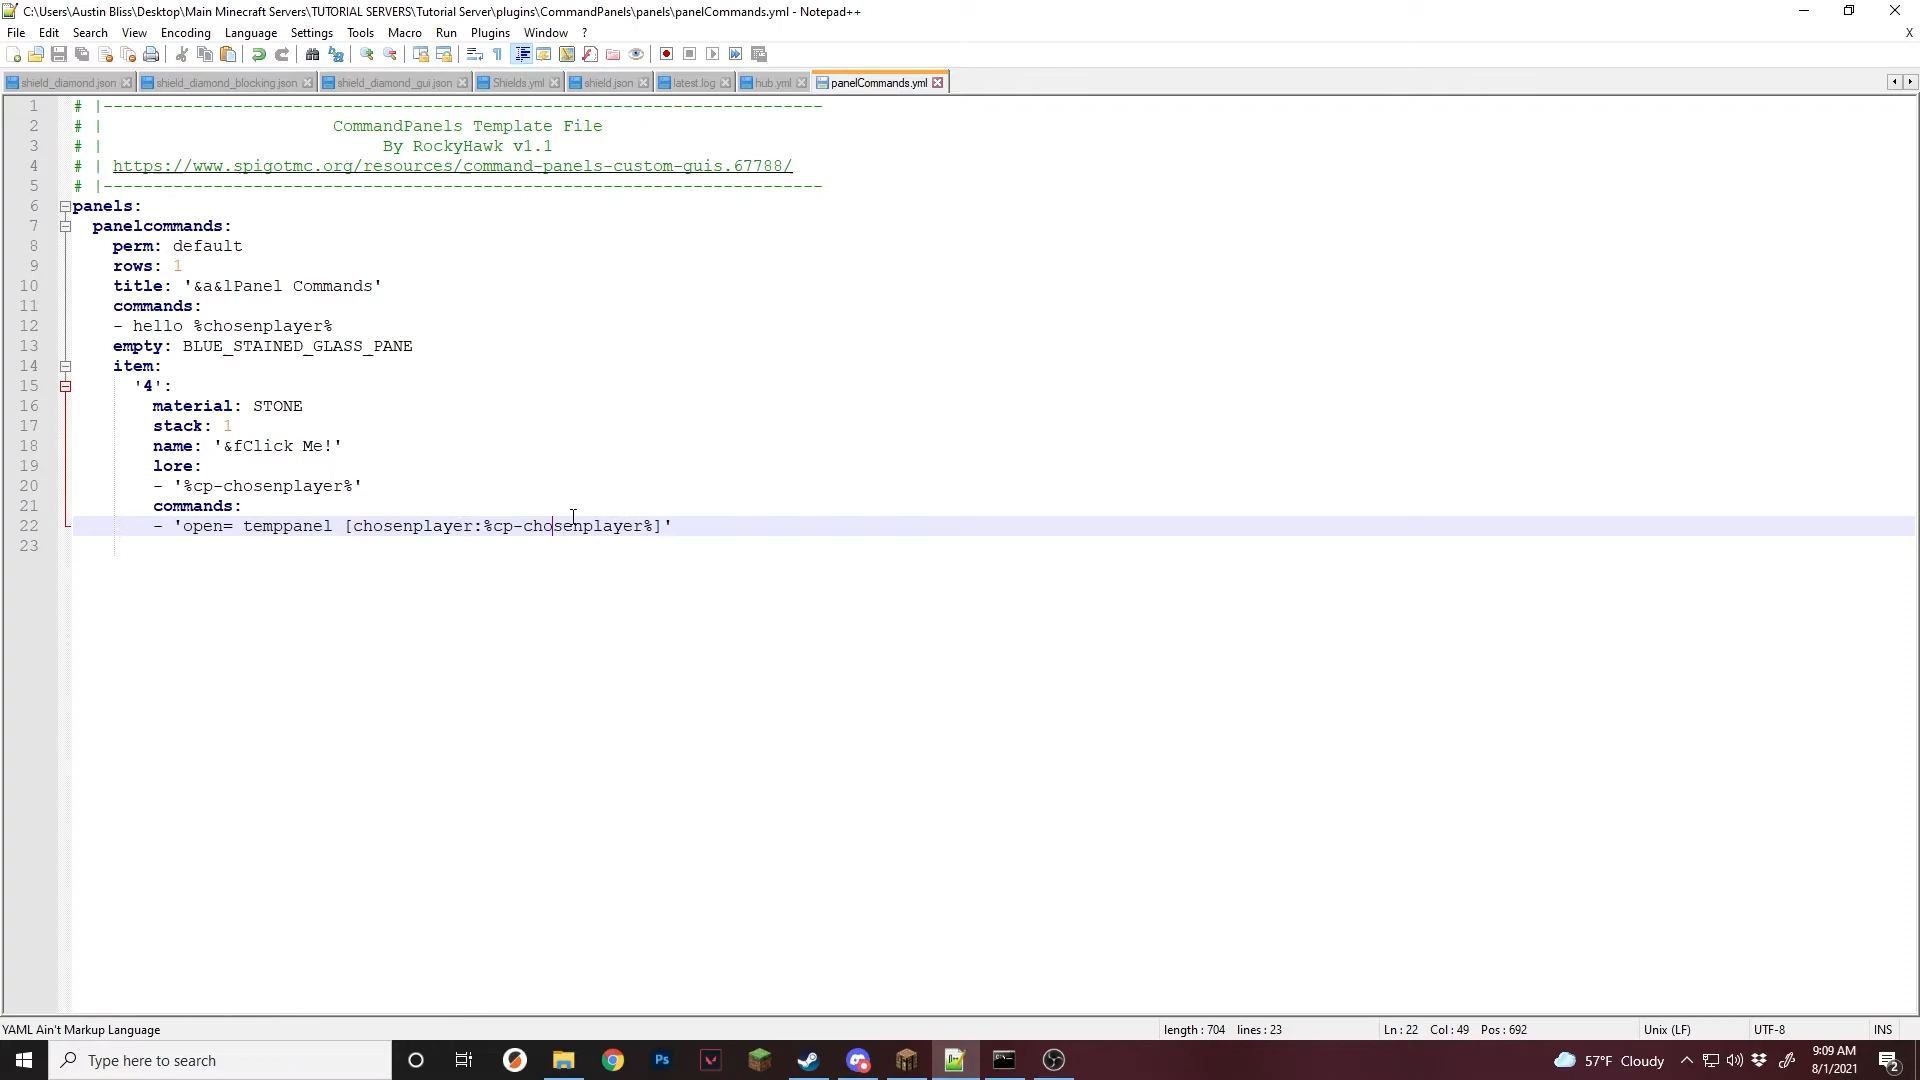 C:\Users\Austin Bliss\Desktop\Main Minecraft Servers\TUTORIAL SERVERS\Tutorial Server\plugins\CommandPanels\panels\panelCommands.yml - Notepad++
File Edit Search View Encoding Language Settings Tools Macro Run Plugins Window ? X
shield_diamond.json shield_diamond_blocking.json shield_diamond_gui.json Shields.yml shield.json latest.log hub.yml panelCommands.yml
1 # |------------------------------------------------------------------------
2 # | CommandPanels Template File
3 # | By RockyHawk v1.1
4 # | https://www.spigotmc.org/resources/command-panels-custom-guis.67788/
5 # |------------------------------------------------------------------------
6 panels:
7 panelcommands:
8 perm: default
9 rows: 1
10 title: '&a&lPanel Commands'
11 commands:
12 - hello %chosenplayer%
13 empty: BLUE_STAINED_GLASS_PANE
14 item:
15 '4':
16 material: STONE
17 stack: 1
18 name: '&fClick Me!'
19 lore:
20 - '%cp-chosenplayer%'
21 commands:
22 - 'open= temppanel [chosenplayer:%cp-chosenplayer%]'
23
YAML Ain't Markup Language length : 704 lines : 23 Ln : 22 Col : 49 Pos : 692 Unix (LF) UTF-8 INS
Type here to search Ps 57°F Cloudy 9:09 AM
8/1/2021 2